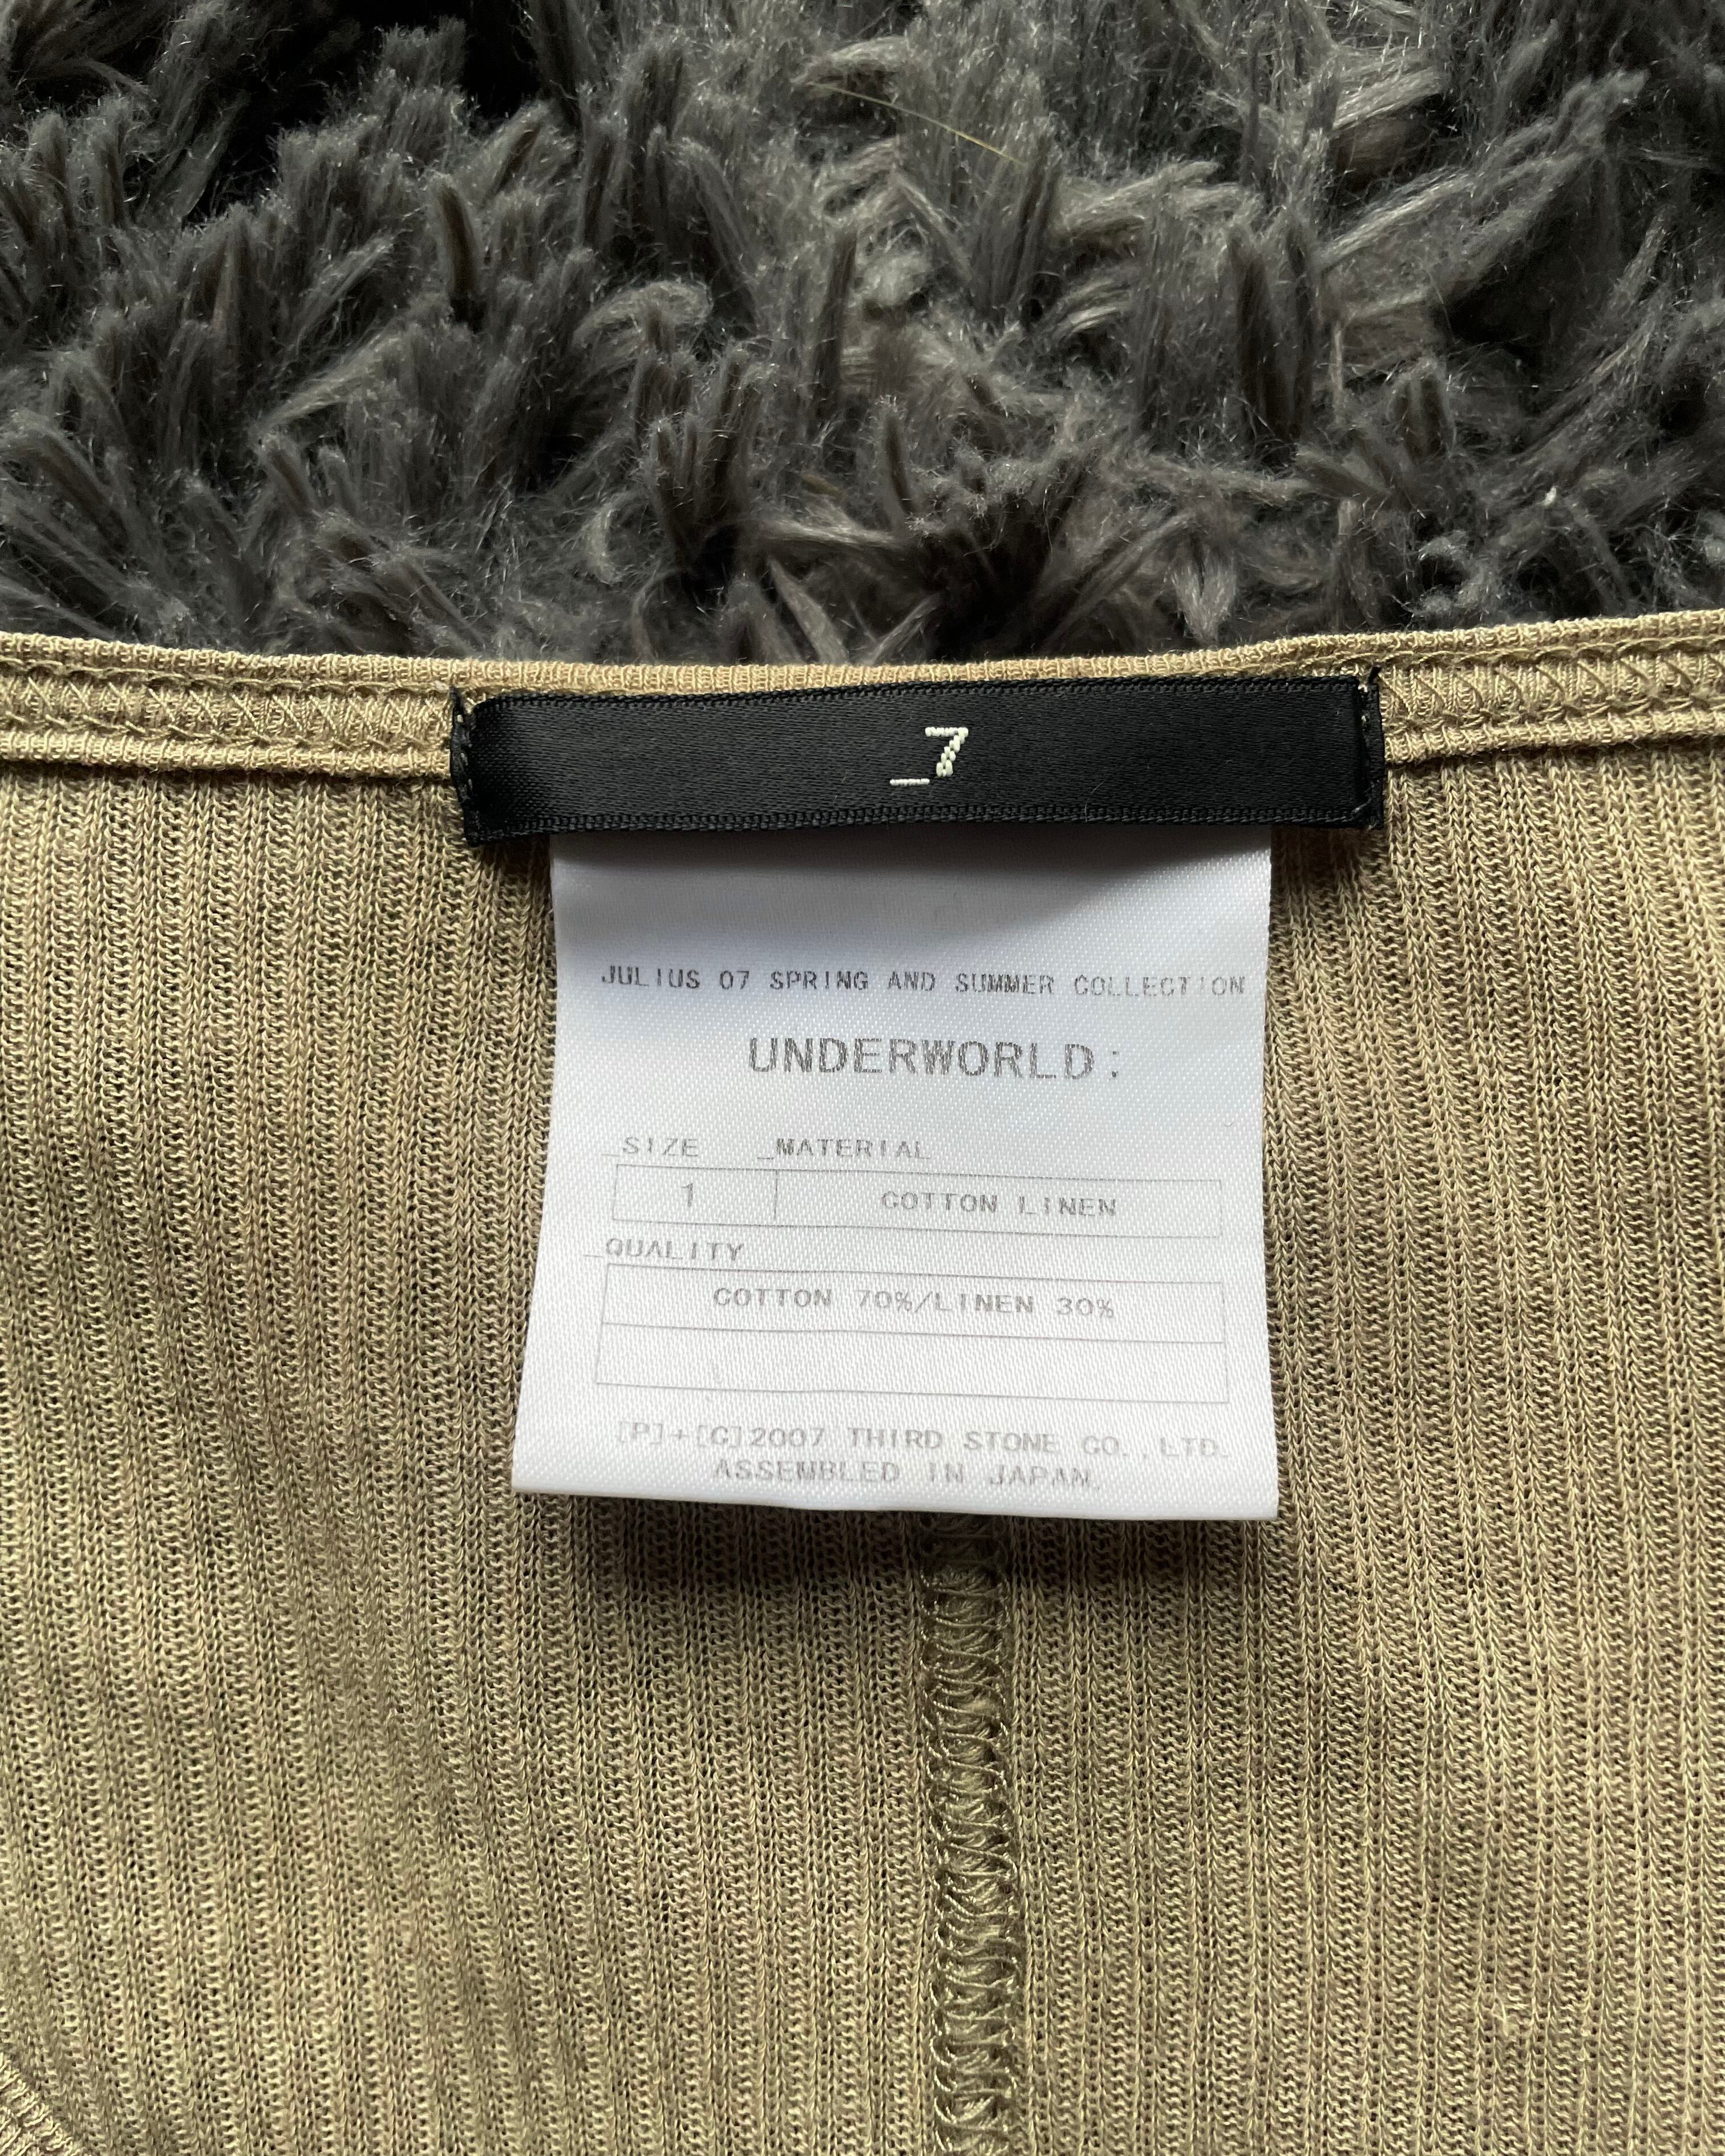 _7
JULIUS 07 SPRING AND SUMMER COLLECTION
UNDERWORLD:
_SIZE _MATERIAL
1 COTTON LINEN
_QUALITY
COTTON 70%/LINEN 30%
[P]+[C]2007 THIRD STONE CO.,LTD.
ASSEMBLED IN JAPAN.